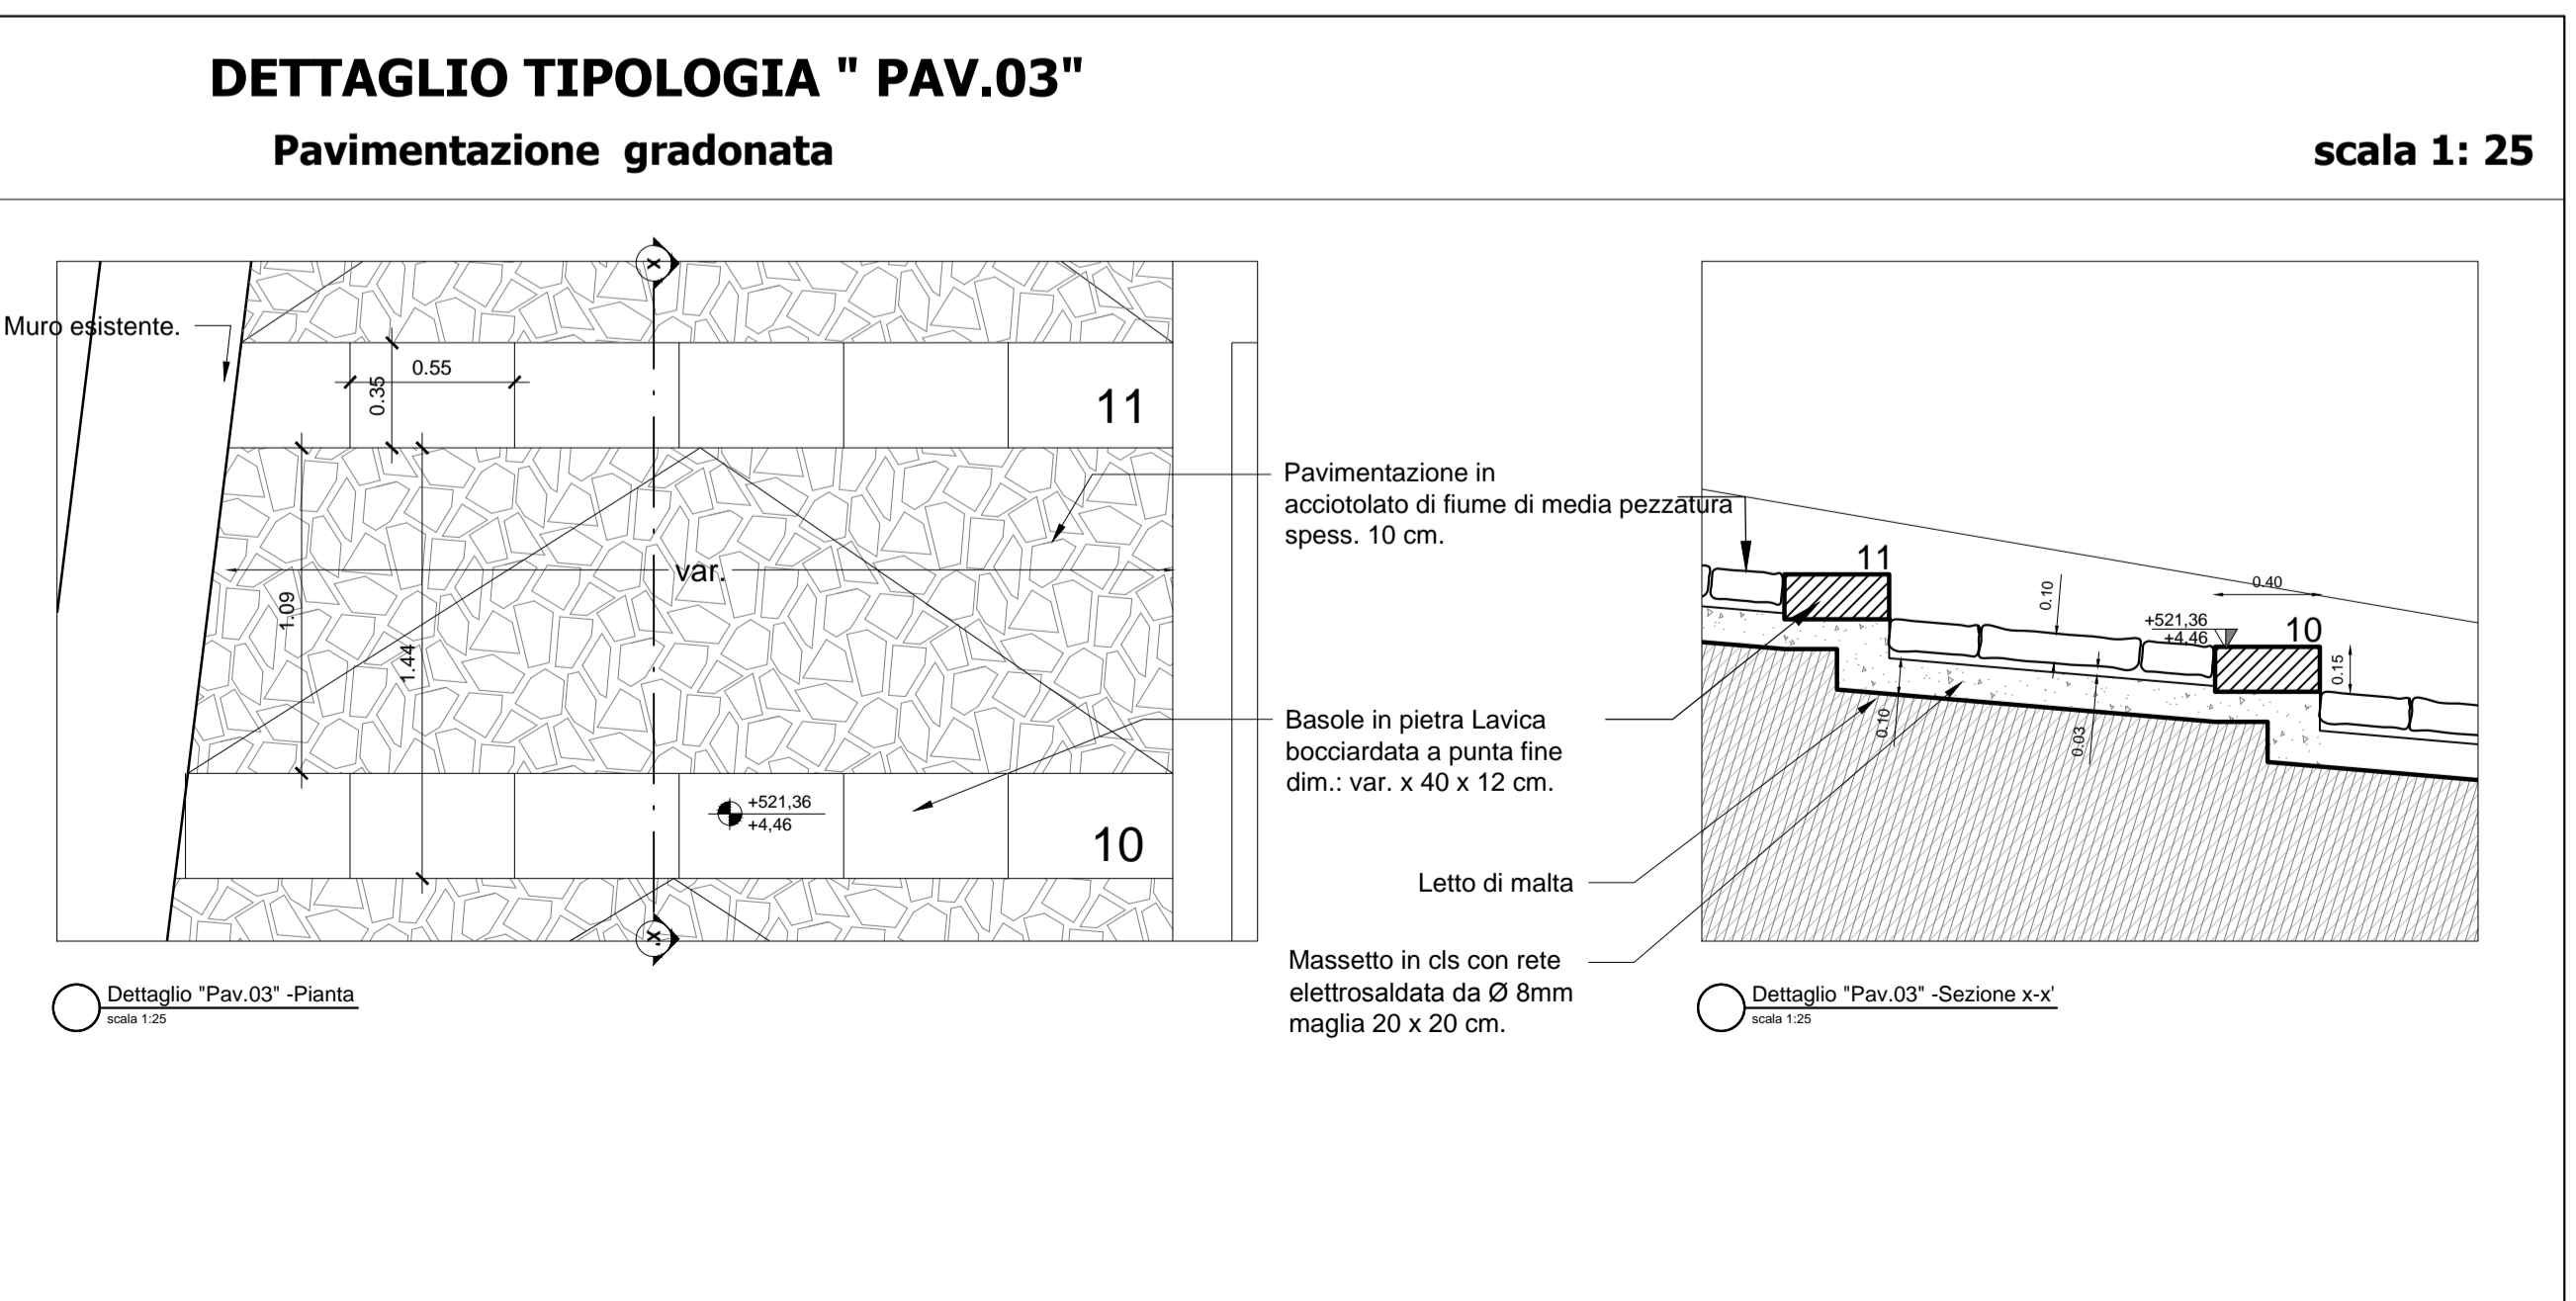 DETTAGLIO TIPOLOGIA " PAV.03"
Pavimentazione gradonata
scala 1: 25
x
Muro esistente.
0.55
0.35
11
Pavimentazione in
acciotolato di fiume di media pezzatura
spess. 10 cm.
var.
1.09
1.44
+521,36
+4,46
10
x'
Basole in pietra Lavica
bocciardata a punta fine
dim.: var. x 40 x 12 cm.
Letto di malta
Massetto in cls con rete
elettrosaldata da Ø 8mm
maglia 20 x 20 cm.
11
0.10
0.40
+521,36
+4,46
10
0.15
0.10
0.03
Dettaglio "Pav.03" -Pianta
scala 1:25
Dettaglio "Pav.03" -Sezione x-x'
scala 1:25